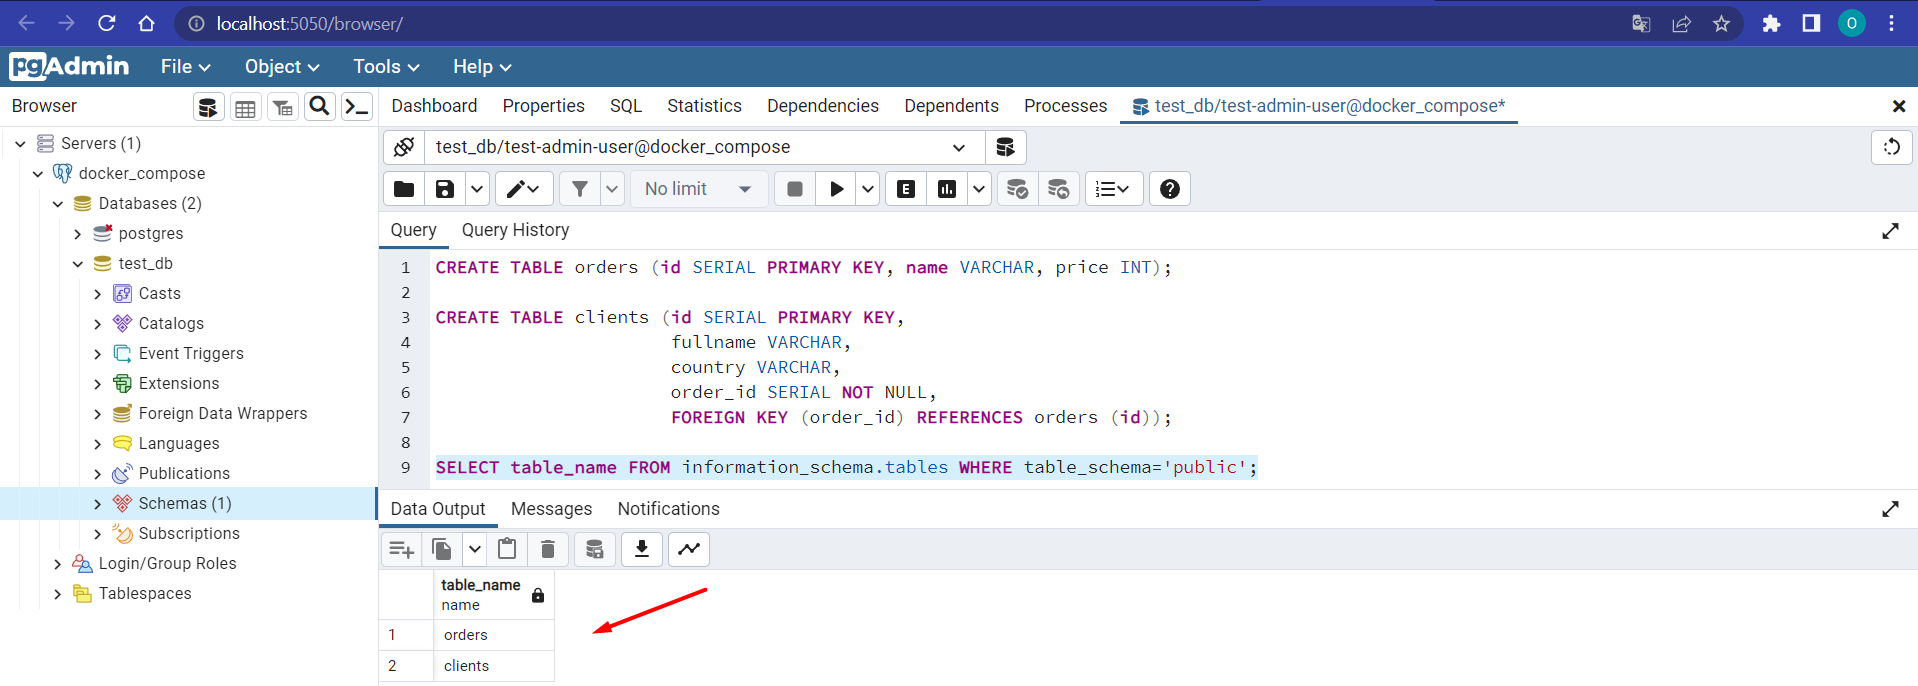 localhost:5050/browser/
O
pgAdmin File Object Tools Help
Browser
Dashboard Properties SQL Statistics Dependencies Dependents Processes test_db/test-admin-user@docker_compose*
Servers (1)
docker_compose
Databases (2)
postgres
test_db
Casts
Catalogs
Event Triggers
Extensions
Foreign Data Wrappers
Languages
Publications
Schemas (1)
Subscriptions
Login/Group Roles
Tablespaces
test_db/test-admin-user@docker_compose
No limit E
Query Query History
1 CREATE TABLE orders (id SERIAL PRIMARY KEY, name VARCHAR, price INT);
2
3 CREATE TABLE clients (id SERIAL PRIMARY KEY,
4 fullname VARCHAR,
5 country VARCHAR,
6 order_id SERIAL NOT NULL,
7 FOREIGN KEY (order_id) REFERENCES orders (id));
8
9 SELECT table_name FROM information_schema.tables WHERE table_schema='public';
Data Output Messages Notifications
table_name
name
1 orders
2 clients